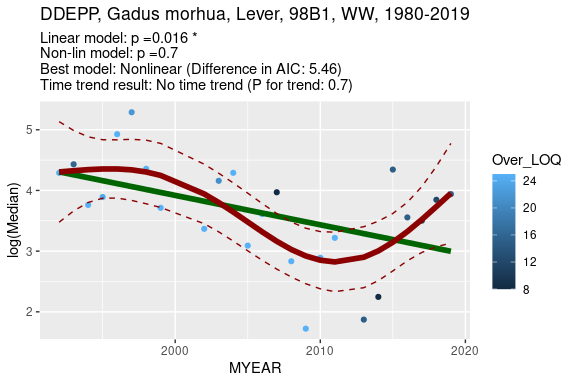 DDEPP, Gadus morhua, Lever, 98B1, WW, 1980-2019
Linear model: p =0.016 *
Non-lin model: p =0.7
Best model: Nonlinear (Difference in AIC: 5.46)
Time trend result: No time trend (P for trend: 0.7)
log(Median)
5
4
3
2
2000
2010
2020
MYEAR
Over_LOQ
24
20
16
12
8